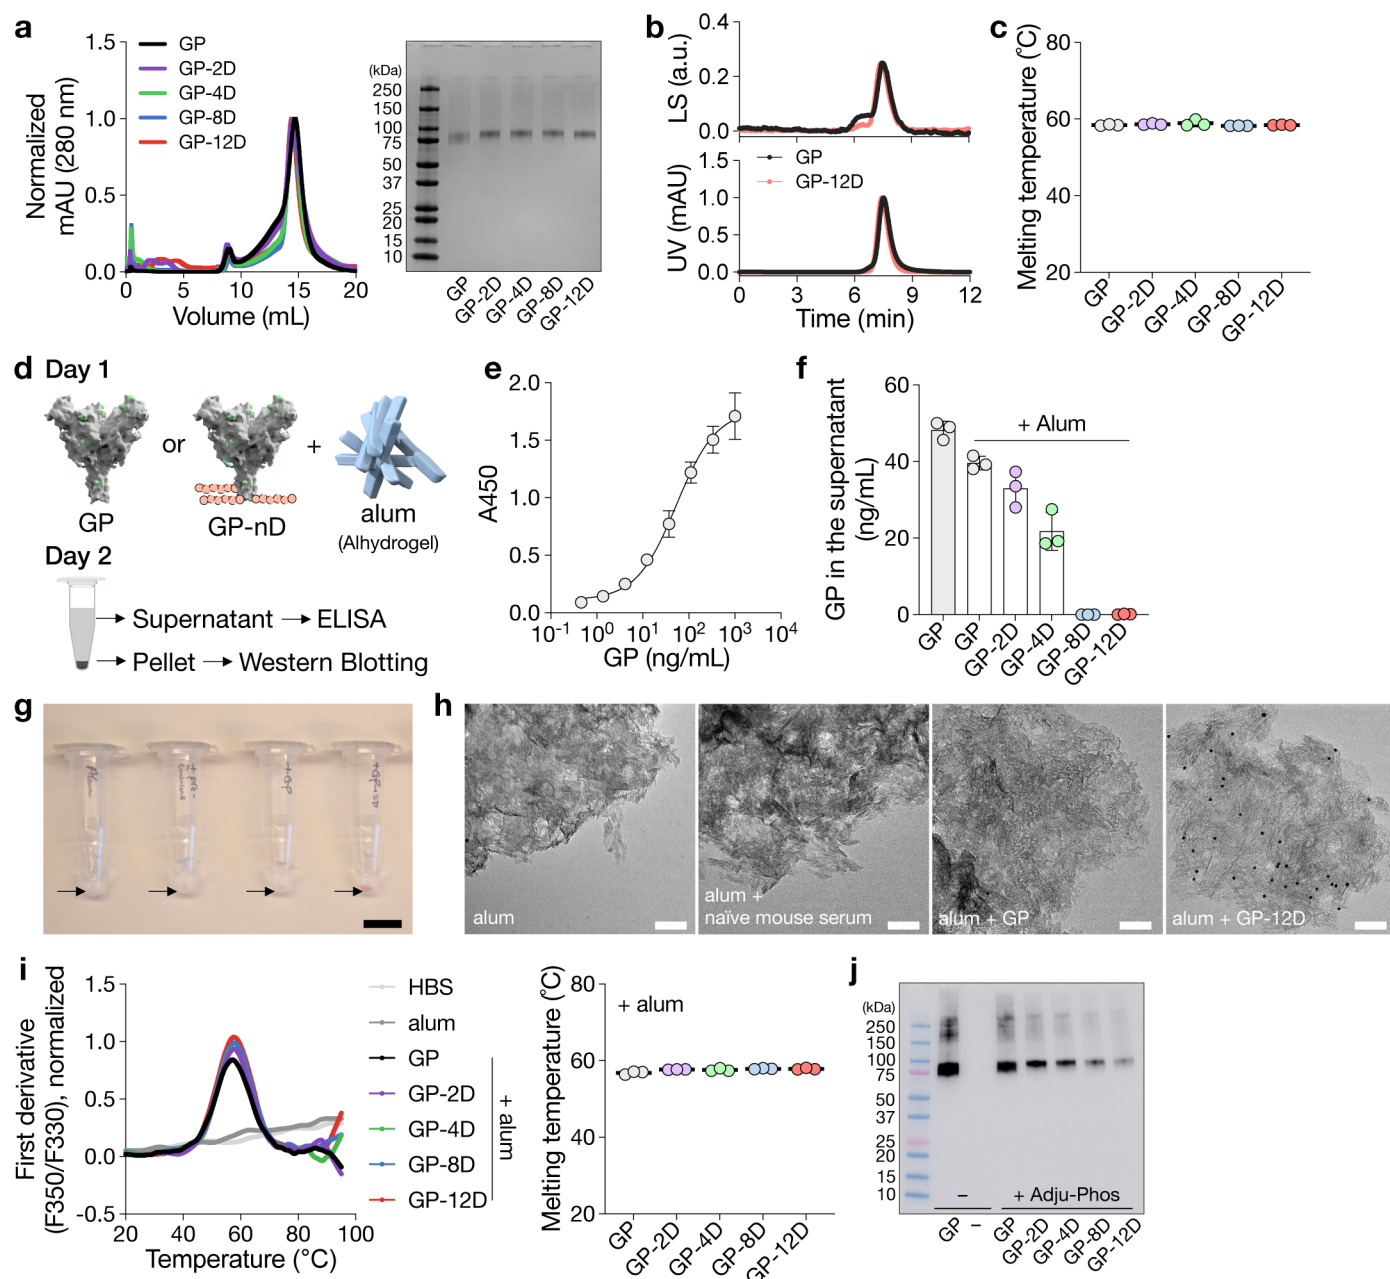 a
Normalized
mAU (280 nm)
1.5
1.0
0.5
0.0
0 5 10 15 20
Volume (mL)
GP
GP-2D
GP-4D
GP-8D
GP-12D
(kDa)
250
150
100
75
50
37
25
20
15
10
GP GP-2D GP-4D GP-8D GP-12D
b
LS (a.u.)
0.4
0.2
0.0
UV (mAU)
1.5
1.0
0.5
0.0
GP
GP-12D
0 3 6 9 12
Time (min)
c
Melting temperature (°C)
80
60
40
20
GP GP-2D GP-4D GP-8D GP-12D
d
Day 1
or
+
GP
GP-nD
alum
(Alhydrogel)
Day 2
Supernatant
ELISA
Pellet
Western Blotting
e
A450
2.0
1.5
1.0
0.5
0.0
10⁻¹ 10⁰ 10¹ 10² 10³ 10⁴
GP (ng/mL)
f
GP in the supernatant
(ng/mL)
60
40
20
0
+ Alum
GP GP GP-2D GP-4D GP-8D GP-12D
g
Alum
+GP
h
alum
alum +
naïve mouse serum
alum + GP
alum + GP-12D
i
First derivative
(F350/F330), normalized
1.5
1.0
0.5
0.0
-0.5
20 40 60 80 100
Temperature (°C)
HBS
alum
GP
GP-2D
GP-4D
GP-8D
GP-12D
+ alum
Melting temperature (°C)
80
60
40
20
+ alum
GP GP-2D GP-4D GP-8D GP-12D
j
(kDa)
250
150
100
75
50
37
25
20
15
10
–
+ Adju-Phos
GP – GP GP-2D GP-4D GP-8D GP-12D